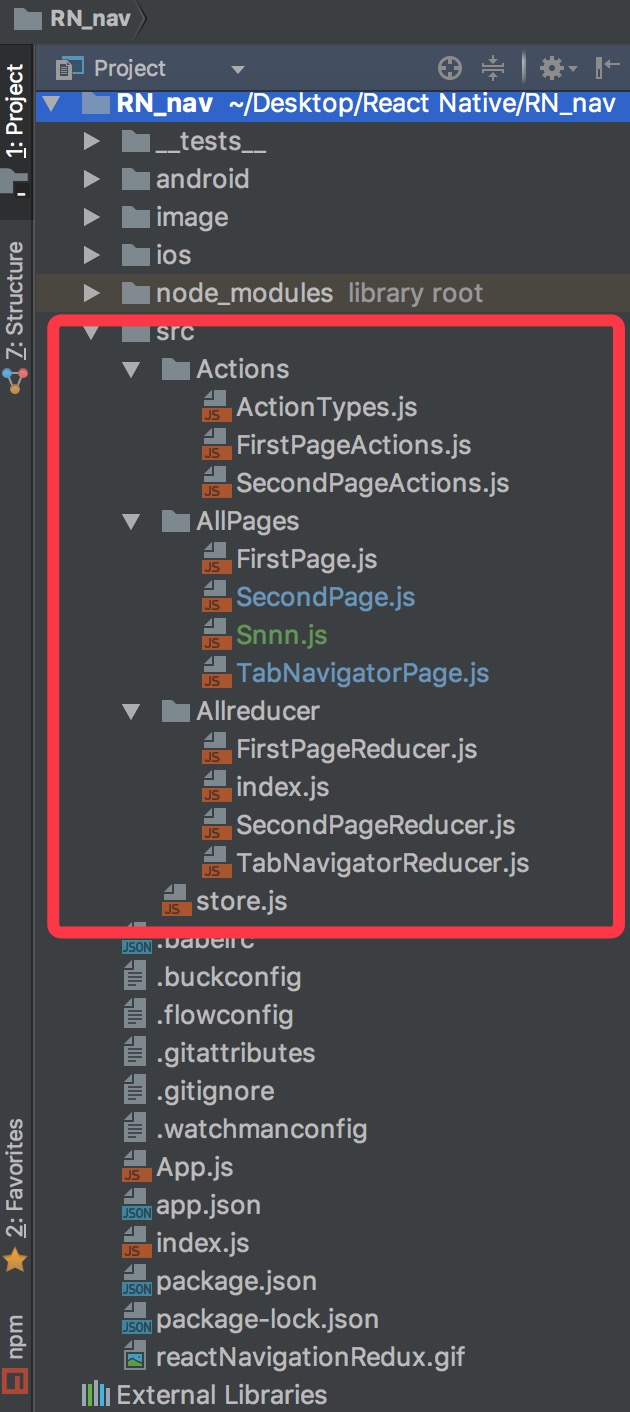 RN_nav
Project
RN_nav ~/Desktop/React Native/RN_nav
__tests__
android
image
ios
node_modules library root
src
Actions
JS ActionTypes.js
JS FirstPageActions.js
JS SecondPageActions.js
AllPages
JS FirstPage.js
JS SecondPage.js
JS Snnn.js
JS TabNavigatorPage.js
Allreducer
JS FirstPageReducer.js
JS index.js
JS SecondPageReducer.js
JS TabNavigatorReducer.js
JS store.js
JSON .babelrc
.buckconfig
.flowconfig
.gitattributes
.gitignore
.watchmanconfig
JS App.js
JSON app.json
JS index.js
JSON package.json
JSON package-lock.json
reactNavigationRedux.gif
External Libraries
1: Project
7: Structure
2: Favorites
npm